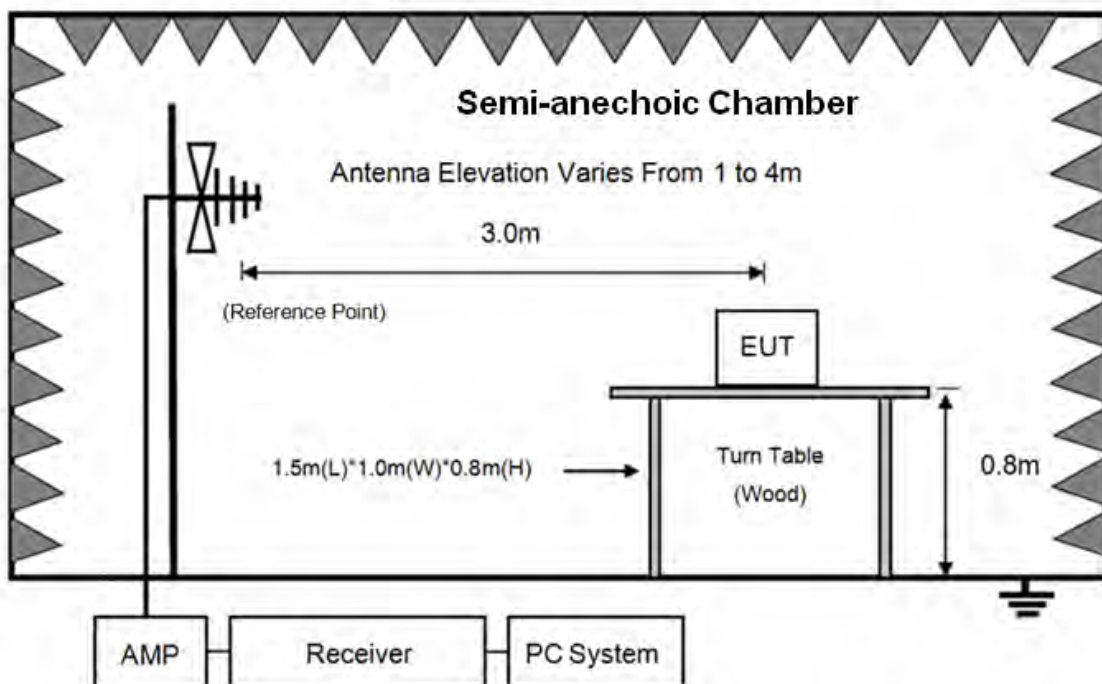 Semi-anechoic Chamber
Antenna Elevation Varies From 1 to 4m
3.0m
(Reference Point)
EUT
1.5m(L)*1.0m(W)*0.8m(H)
Turn Table
(Wood)
0.8m
AMP
Receiver
PC System